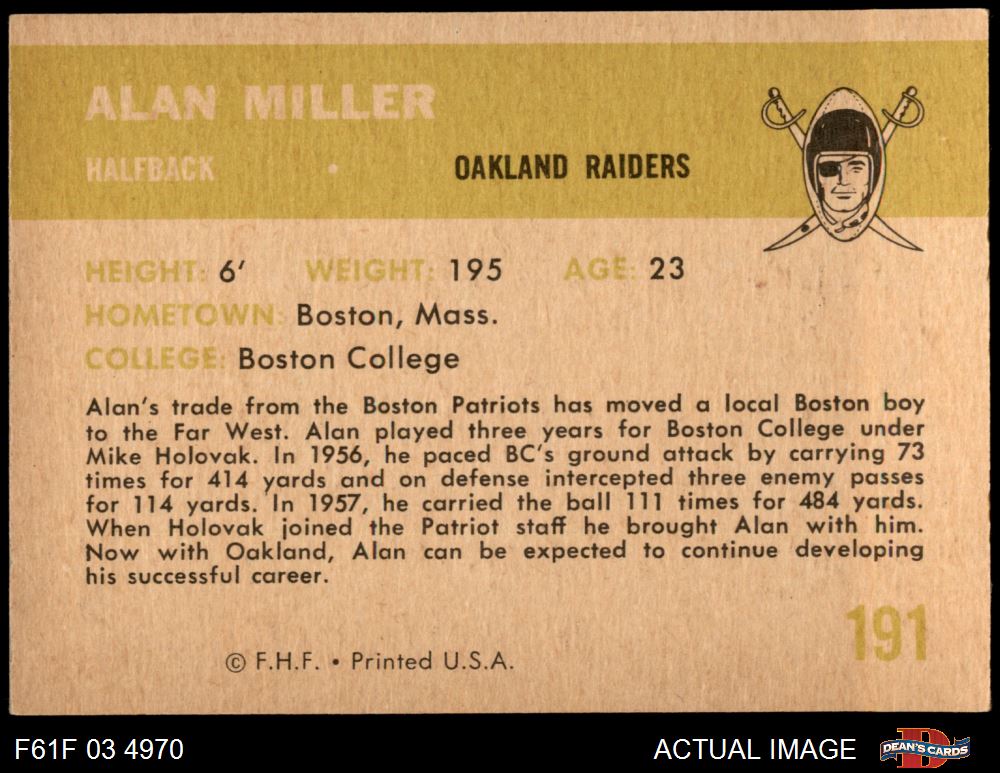 ALAN MILLER
HALFBACK • OAKLAND RAIDERS
HEIGHT: 6' WEIGHT: 195 AGE: 23
HOMETOWN: Boston, Mass.
COLLEGE: Boston College
Alan's trade from the Boston Patriots has moved a local Boston boy
to the Far West. Alan played three years for Boston College under
Mike Holovak. In 1956, he paced BC's ground attack by carrying 73
times for 414 yards and on defense intercepted three enemy passes
for 114 yards. In 1957, he carried the ball 111 times for 484 yards.
When Holovak joined the Patriot staff he brought Alan with him.
Now with Oakland, Alan can be expected to continue developing
his successful career.
191
© F.H.F. • Printed U.S.A.
F61F 03 4970 ACTUAL IMAGE DEAN'S CARDS